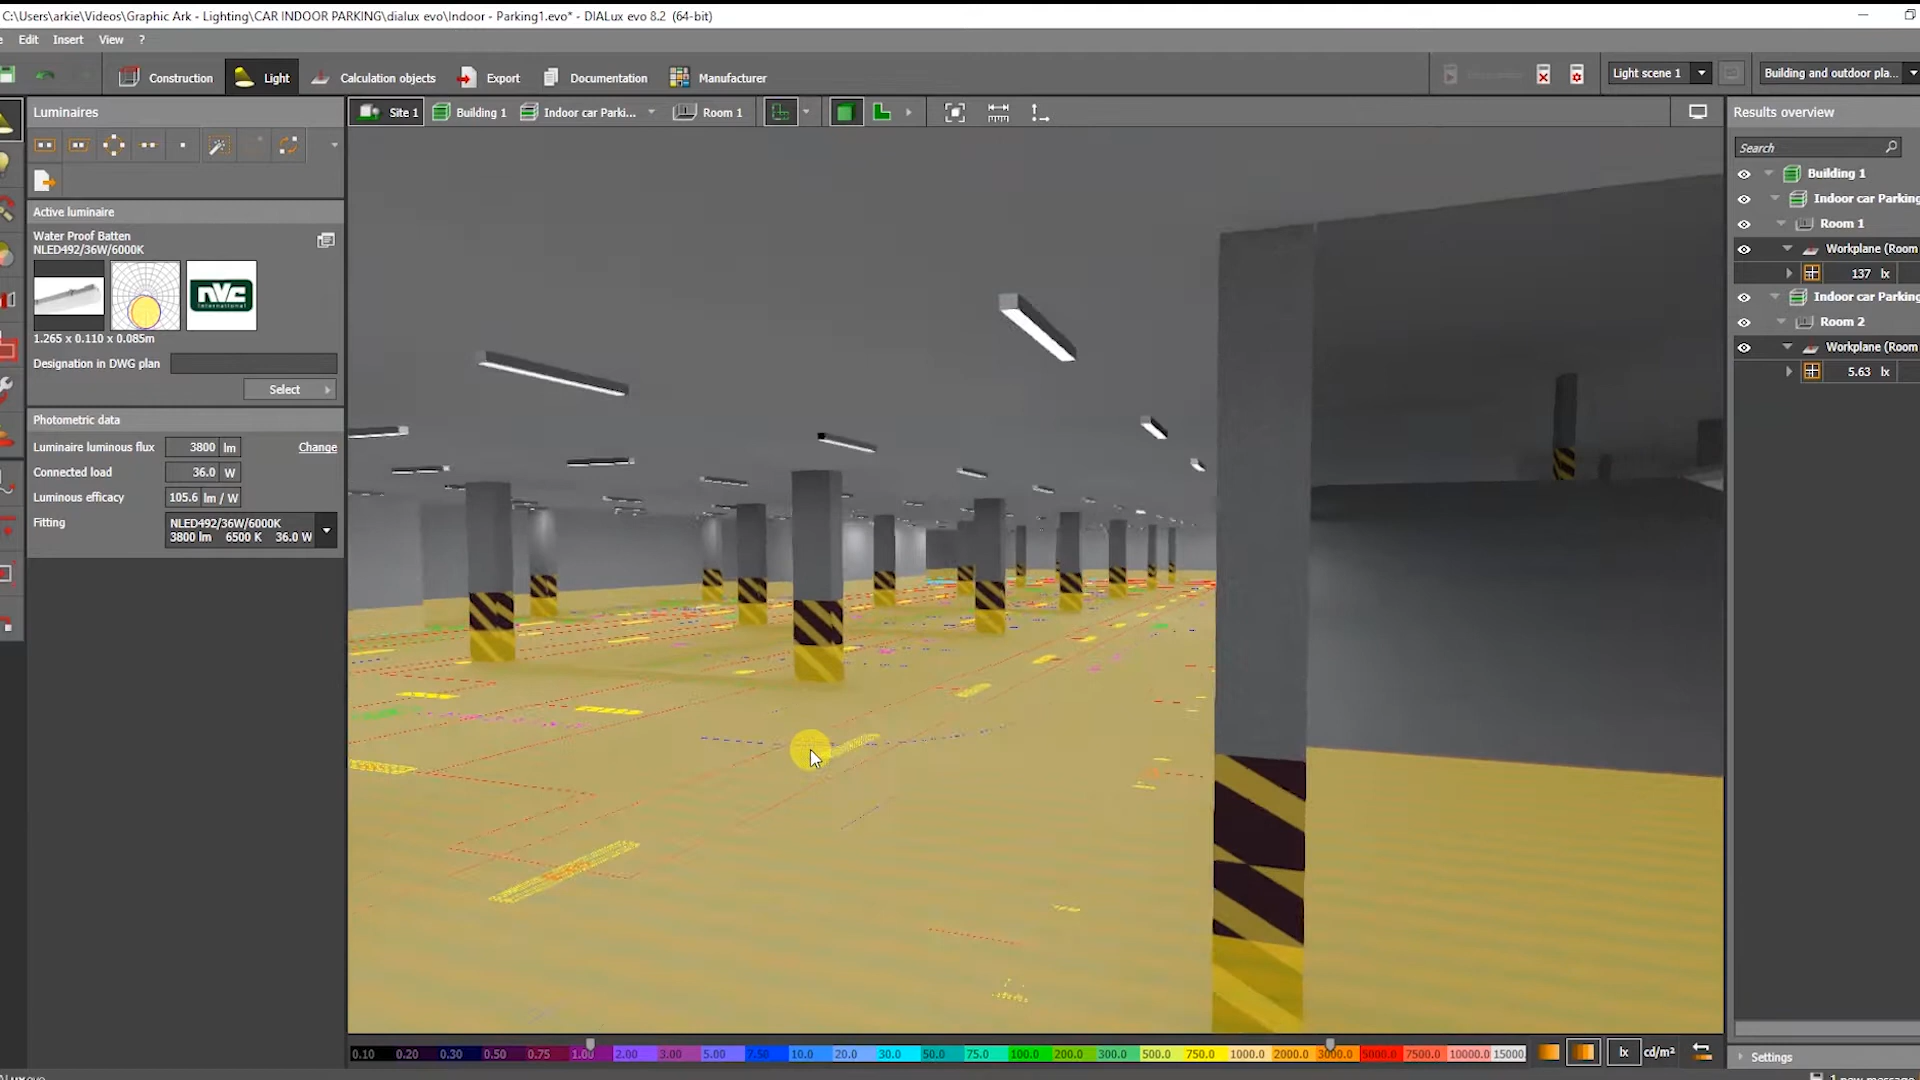 C:\Users\arkie\Videos\Graphic Ark - Lighting\CAR INDOOR PARKING\dialux evo\Indoor - Parking1.evo* - DIALux evo 8.2 (64-bit)
Edit Insert View ?
Construction Light Calculation objects Export Documentation Manufacturer Light scene 1 Building and outdoor pla...
Luminaires
Site 1 Building 1 Indoor car Parki... Room 1
Results overview
Search
Active luminaire
Water Proof Batten
NLED492/36W/6000K
nvc
international
1.265 x 0.110 x 0.085m
Designation in DWG plan
Select
Photometric data
Luminaire luminous flux 3800 lm Change
Connected load 36.0 W
Luminous efficacy 105.6 lm / W
Fitting NLED492/36W/6000K
3800 lm 6500 K 36.0 W
Building 1
Indoor car Parking
Room 1
Workplane (Room
137 lx
Indoor car Parking
Room 2
Workplane (Room
5.63 lx
0.10 0.20 0.30 0.50 0.75 1.00 2.00 3.00 5.00 7.50 10.0 20.0 30.0 50.0 75.0 100.0 200.0 300.0 500.0 750.0 1000.0 2000.0 3000.0 5000.0 7500.0 10000.0 15000. lx cd/m²
Settings